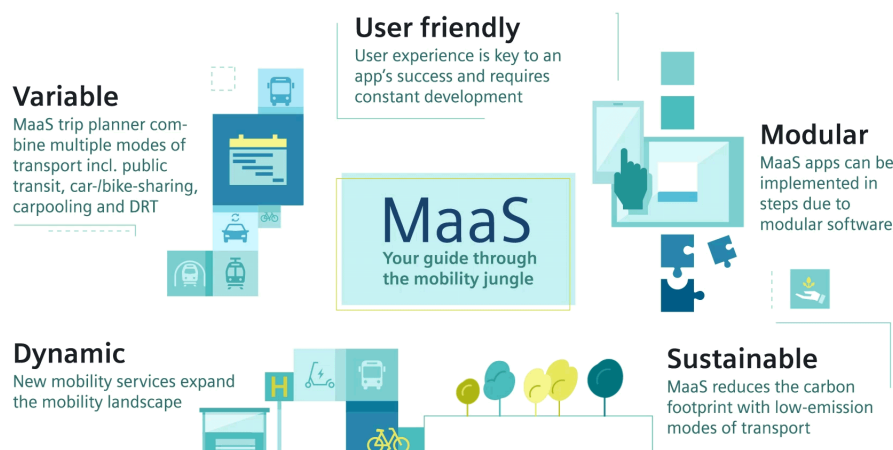 User friendly
User experience is key to an
app's success and requires
constant development
Variable
MaaS trip planner com-
bine multiple modes of
transport incl. public
transit, car-/bike-sharing,
carpooling and DRT
Modular
MaaS apps can be
implemented in
steps due to
modular software
MaaS
Your guide through
the mobility jungle
Dynamic
New mobility services expand
the mobility landscape
H
Sustainable
MaaS reduces the carbon
footprint with low-emission
modes of transport